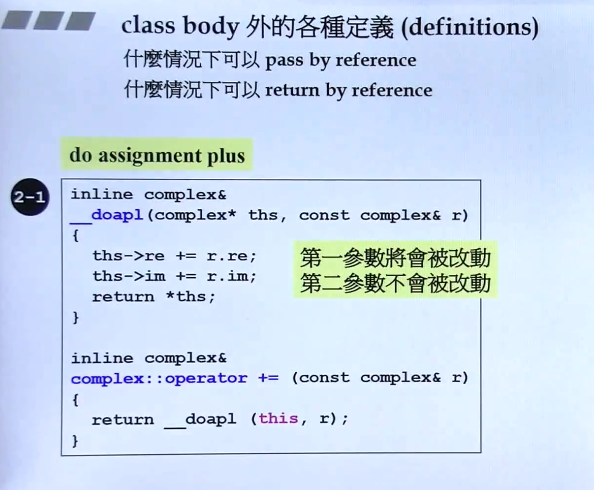 class body 外的各種定義 (definitions)
什麼情況下可以 pass by reference
什麼情況下可以 return by reference
do assignment plus
2-1
inline complex&
__doapl(complex* ths, const complex& r)
{
ths->re += r.re;
ths->im += r.im;
return *ths;
}
第一參數將會被改動
第二參數不會被改動
inline complex&
complex::operator += (const complex& r)
{
return __doapl (this, r);
}